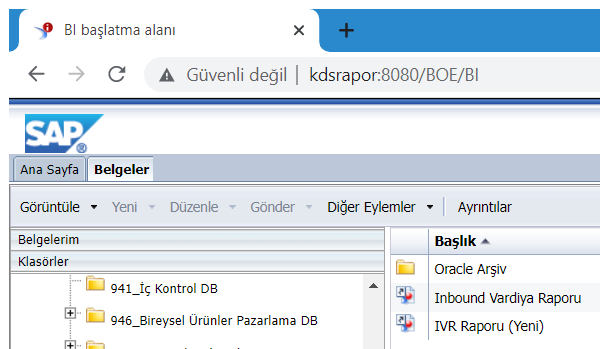 BI başlatma alanı
Güvenli değil | kdsrapor:8080/BOE/BI
SAP®
Ana Sayfa Belgeler
Görüntüle Yeni Düzenle Gönder Diğer Eylemler Ayrıntılar
Belgelerim
Klasörler
941_İç Kontrol DB
946_Bireysel Ürünler Pazarlama DB
Başlık
Oracle Arşiv
Inbound Vardiya Raporu
IVR Raporu (Yeni)